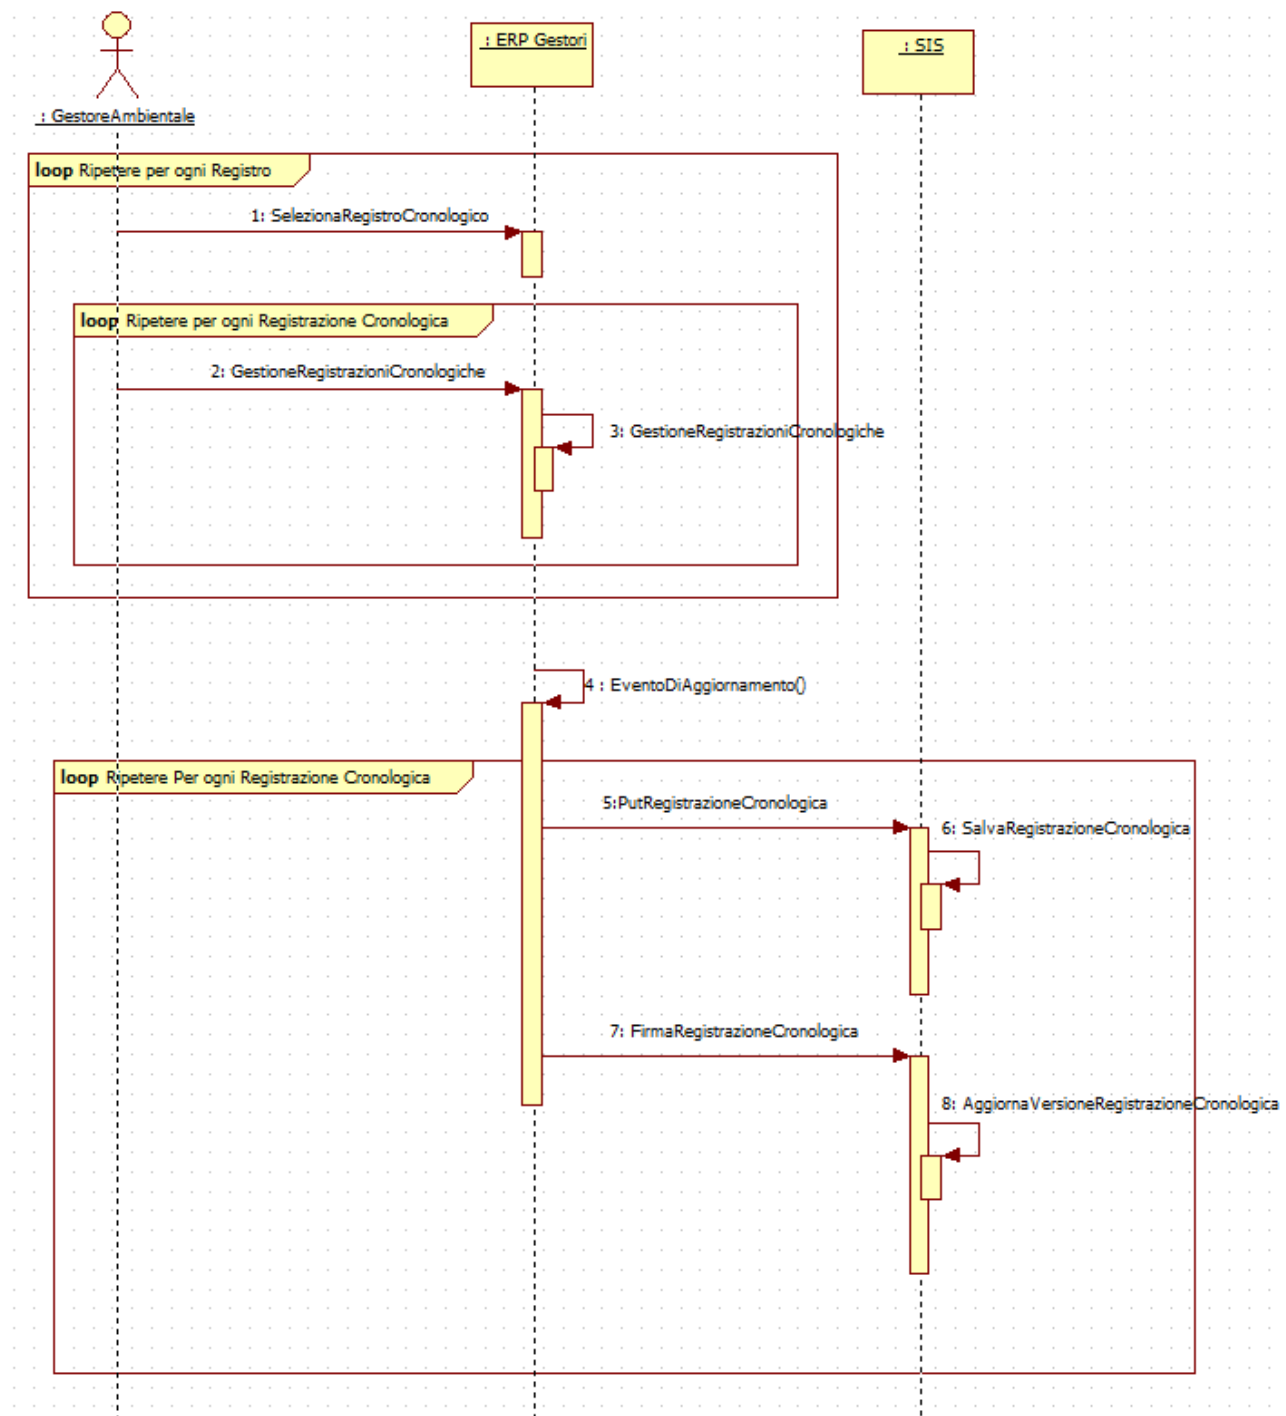 : ERP Gestori
: SIS
: GestoreAmbientale
loop Ripetere per ogni Registro
1: SelezionaRegistroCronologico
loop Ripetere per ogni Registrazione Cronologica
2: GestioneRegistrazioniCronologiche
3: GestioneRegistrazioniCronologiche
4 : EventoDiAggiornamento()
loop Ripetere Per ogni Registrazione Cronologica
5:PutRegistrazioneCronologica
6: SalvaRegistrazioneCronologica
7: FirmaRegistrazioneCronologica
8: AggiornaVersioneRegistrazioneCronologica